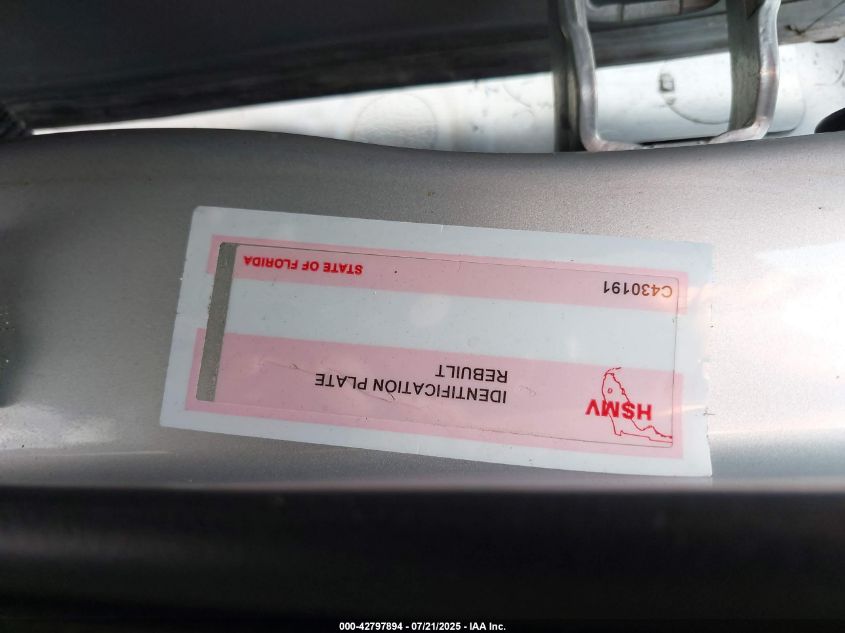 HSMV
REBUILT
IDENTIFICATION PLATE
C430191
STATE OF FLORIDA
000-42797894 - 07/21/2025 - IAA Inc.